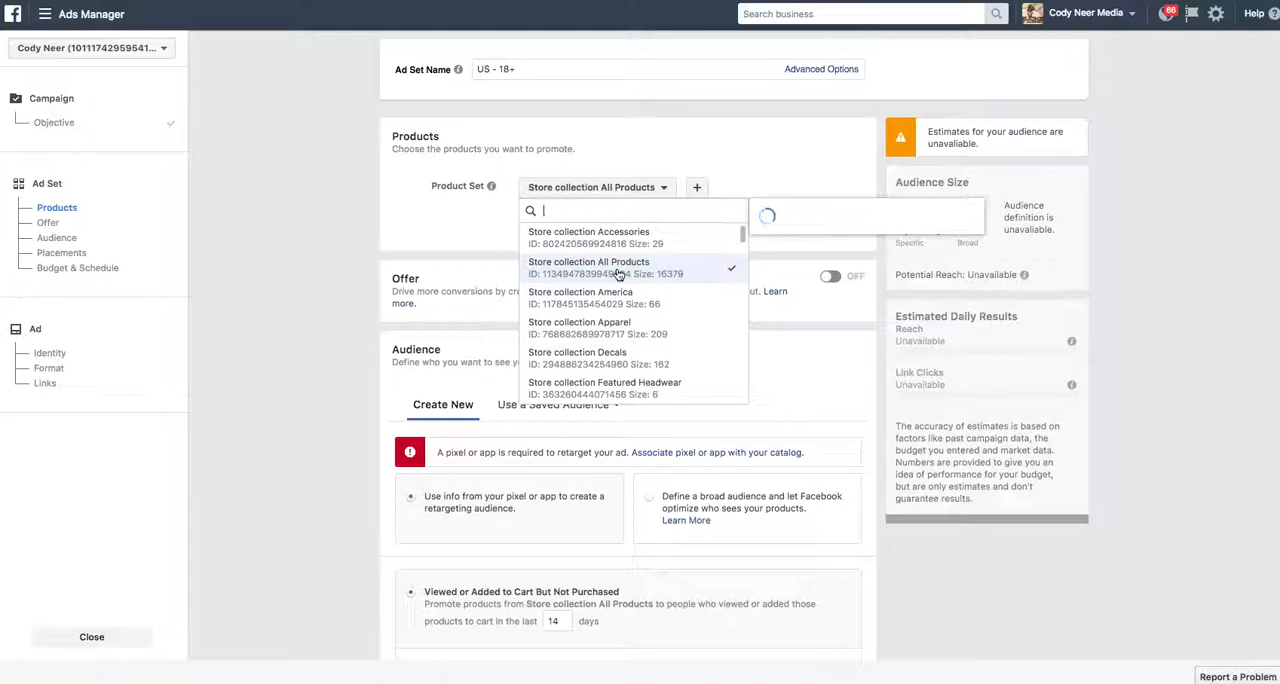 Ads Manager
Search business
Cody Neer Media
66
Help
Cody Neer (10111742959541...
Campaign
Objective
Ad Set
Products
Offer
Audience
Placements
Budget & Schedule
Ad
Identity
Format
Links
Close
Ad Set Name
US - 18+
Advanced Options
Products
Choose the products you want to promote.
Product Set
Store collection All Products
+
Store collection Accessories
ID: 802420569924816 Size: 29
Store collection All Products
Size: 16379
Store collection America
ID: 117845135454029 Size: 66
Store collection Apparel
ID: 768682689978717 Size: 209
Store collection Decals
ID: 294886234254960 Size: 162
Store collection Featured Headwear
ID: 363260444071456 Size: 6
Offer
OFF
Drive more conversions by
out. Learn
more.
Audience
Define who you want to see
Create New
Use a Saved Audience
A pixel or app is required to retarget your ad. Associate pixel or app with your catalog.
Use info from your pixel or app to create a
retargeting audience.
Define a broad audience and let Facebook
optimize who sees your products.
Learn More
Viewed or Added to Cart But Not Purchased
Promote products from Store collection All Products to people who viewed or added those
products to cart in the last 14 days
Estimates for your audience are
unavaliable.
Audience Size
Audience
definition is
unavailable.
Specific
Broad
Potential Reach: Unavailable
Estimated Daily Results
Reach
Unavailable
Link Clicks
Unavailable
The accuracy of estimates is based on
factors like past campaign data, the
budget you entered and market data.
Numbers are provided to give you an
idea of performance for your budget,
but are only estimates and don't
guarantee results.
Report a Problem